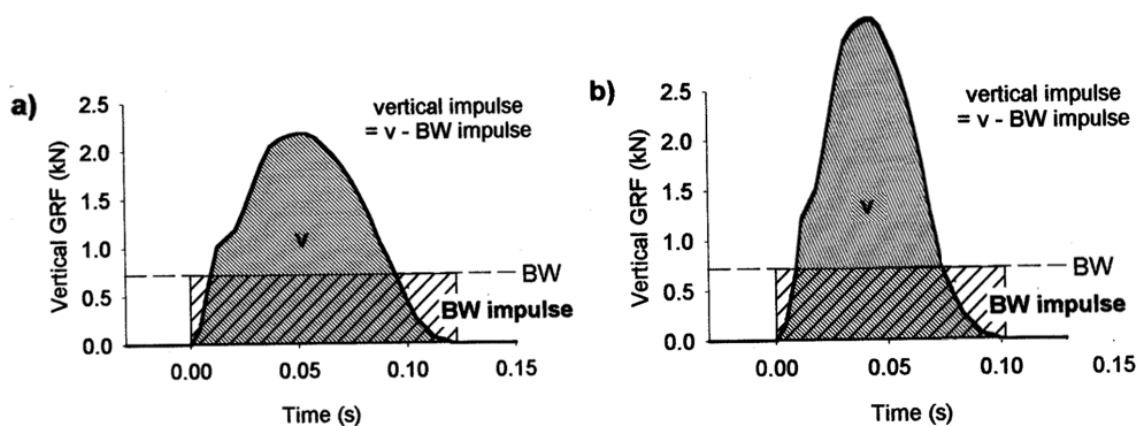 a)
vertical impulse
= v - BW impulse
Vertical GRF (kN)
2.5
2.0
1.5
1.0
0.5
0.0
v
BW
BW impulse
0.00 0.05 0.10 0.15
Time (s)
b)
vertical impulse
= v - BW impulse
Vertical GRF (kN)
2.5
2.0
1.5
1.0
0.5
0.0
v
BW
BW impulse
0.00 0.05 0.10 0.15
Time (s)